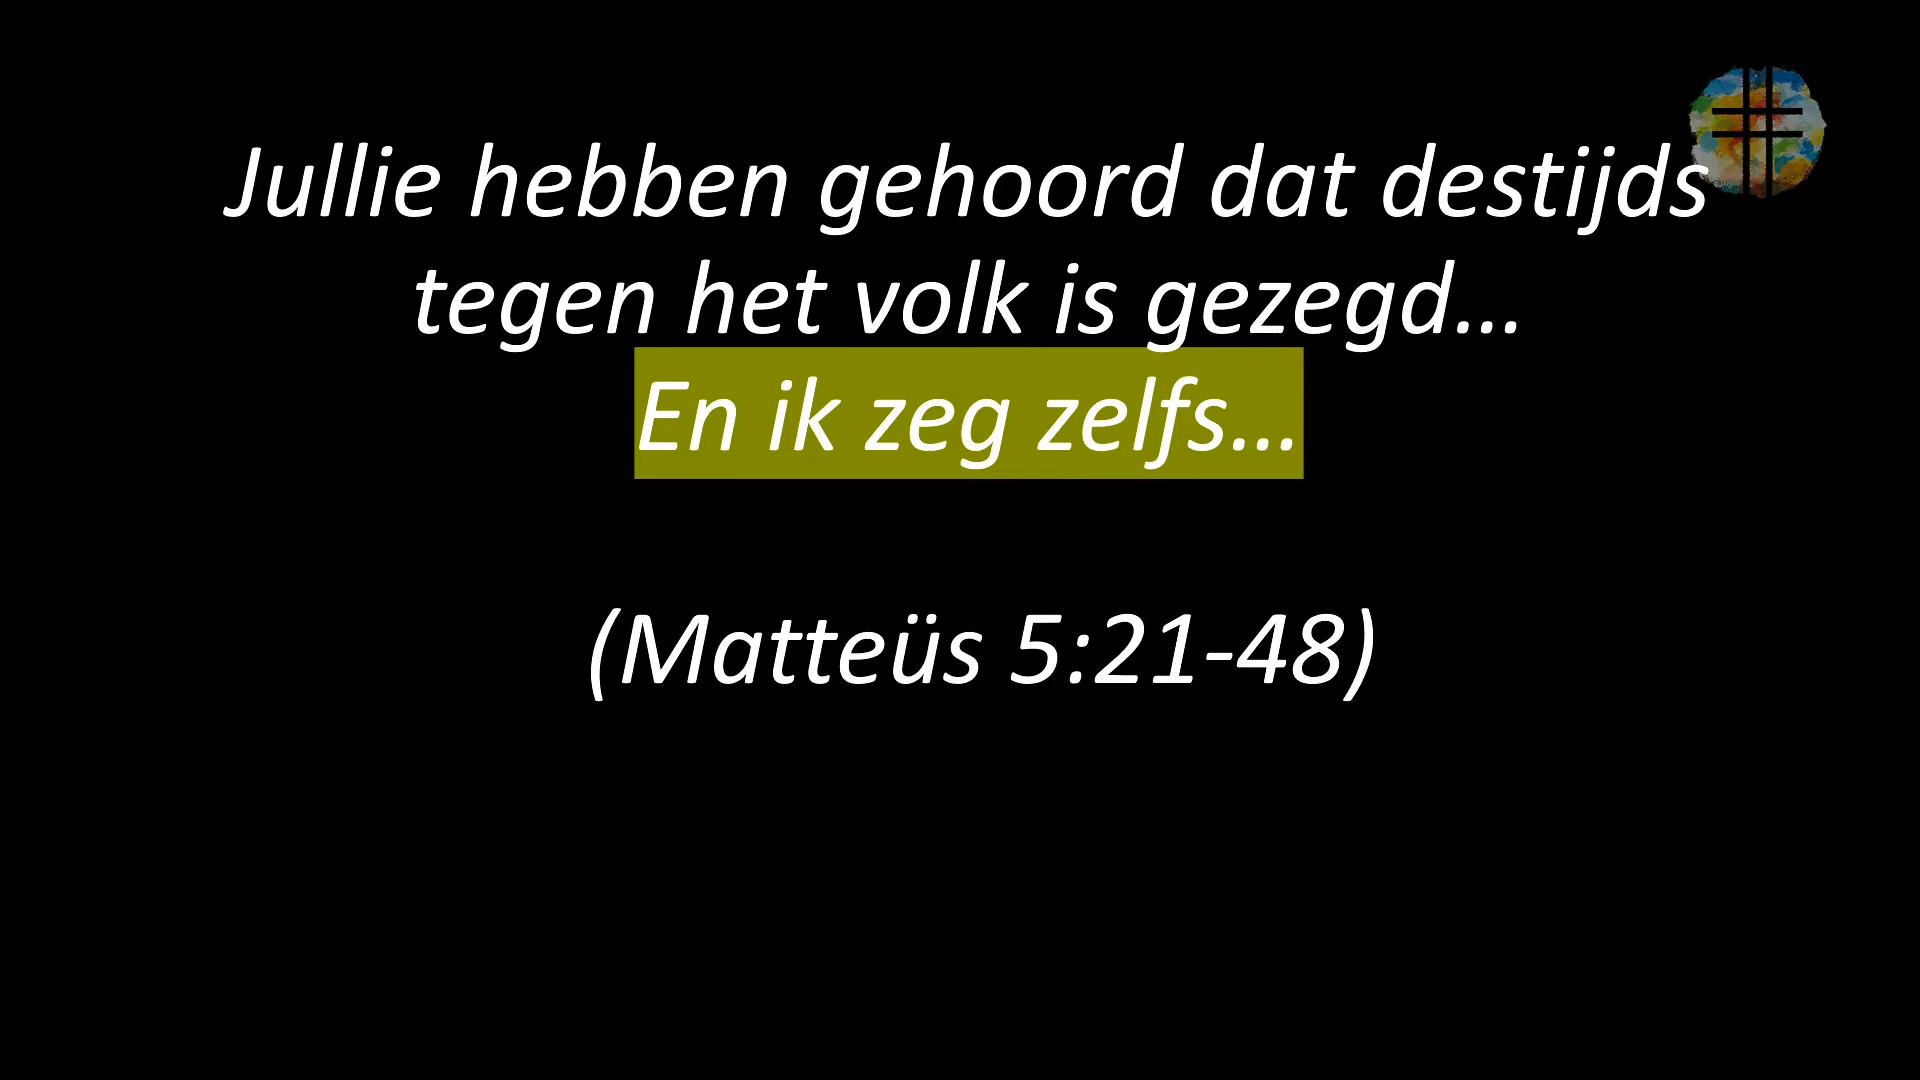 Jullie hebben gehoord dat destijds
tegen het volk is gezegd...
En ik zeg zelfs...
(Matteüs 5:21-48)